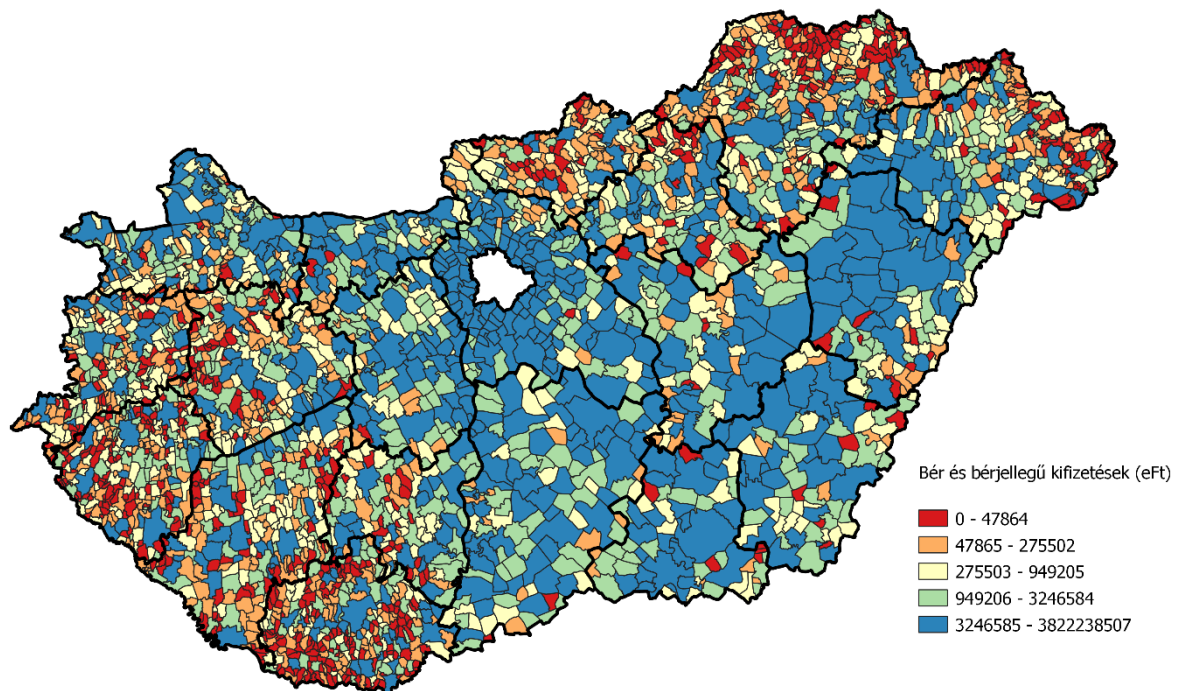 Bér és bérjellegű kifizetések (eFt)
0 - 47864
47865 - 275502
275503 - 949205
949206 - 3246584
3246585 - 3822238507